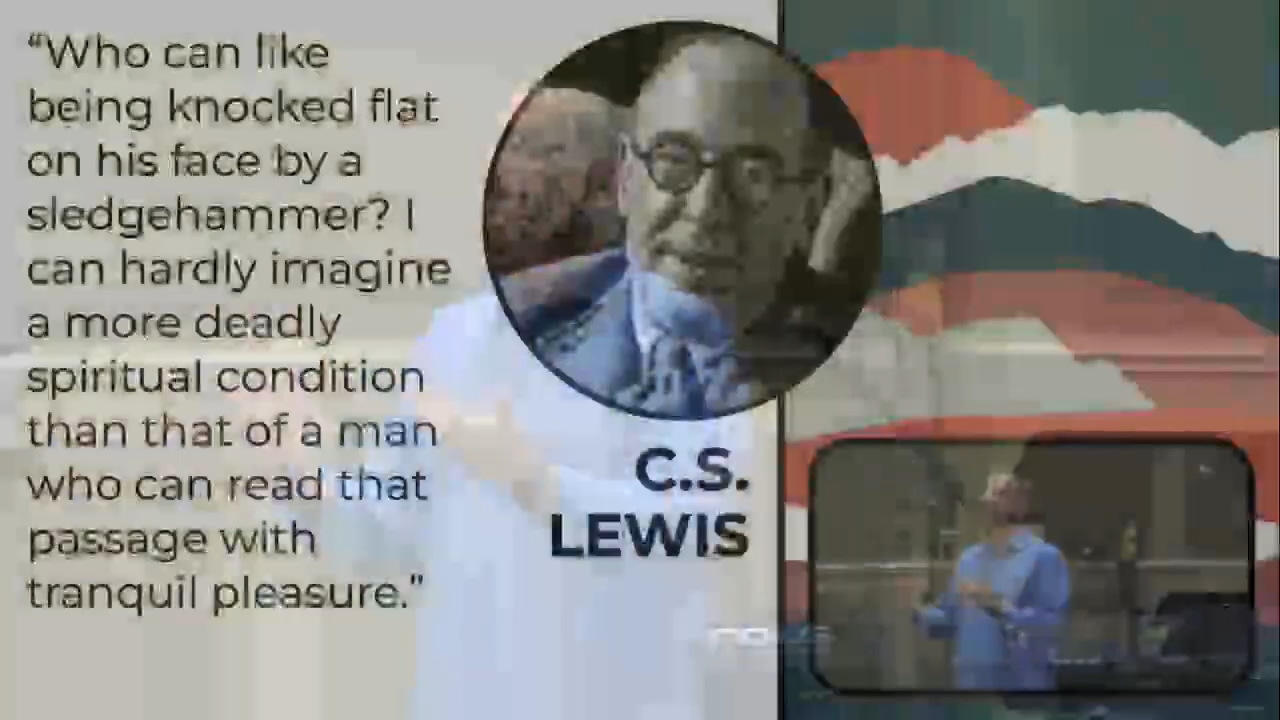 “Who can like
being knocked flat
on his face by a
sledgehammer? I
can hardly imagine
a more deadly
spiritual condition
than that of a man
who can read that
passage with
tranquil pleasure.”
C.S.
LEWIS